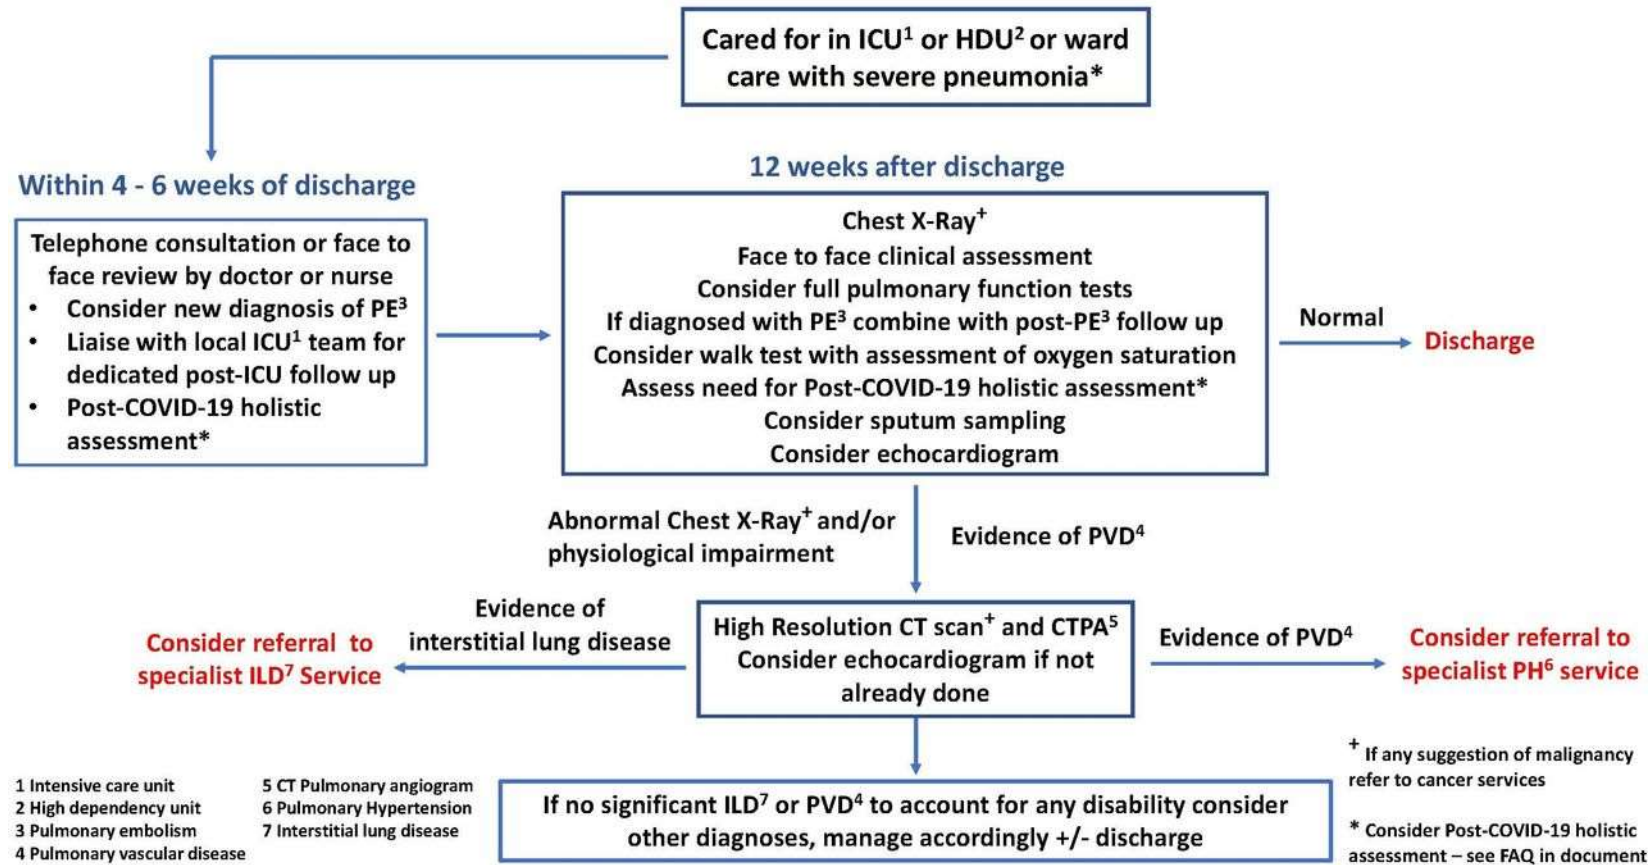 Cared for in ICU¹ or HDU² or ward
care with severe pneumonia*
Within 4 - 6 weeks of discharge
Telephone consultation or face to
face review by doctor or nurse
• Consider new diagnosis of PE³
• Liaise with local ICU¹ team for
dedicated post-ICU follow up
• Post-COVID-19 holistic
assessment*
12 weeks after discharge
Chest X-Ray⁺
Face to face clinical assessment
Consider full pulmonary function tests
If diagnosed with PE³ combine with post-PE³ follow up
Consider walk test with assessment of oxygen saturation
Assess need for Post-COVID-19 holistic assessment*
Consider sputum sampling
Consider echocardiogram
Normal
Discharge
Abnormal Chest X-Ray⁺ and/or
physiological impairment
Evidence of PVD⁴
High Resolution CT scan⁺ and CTPA⁵
Consider echocardiogram if not
already done
Evidence of
interstitial lung disease
Consider referral to
specialist ILD⁷ Service
Evidence of PVD⁴
Consider referral to
specialist PH⁶ service
If no significant ILD⁷ or PVD⁴ to account for any disability consider
other diagnoses, manage accordingly +/- discharge
1 Intensive care unit
2 High dependency unit
3 Pulmonary embolism
4 Pulmonary vascular disease
5 CT Pulmonary angiogram
6 Pulmonary Hypertension
7 Interstitial lung disease
⁺ If any suggestion of malignancy
refer to cancer services
* Consider Post-COVID-19 holistic
assessment – see FAQ in document